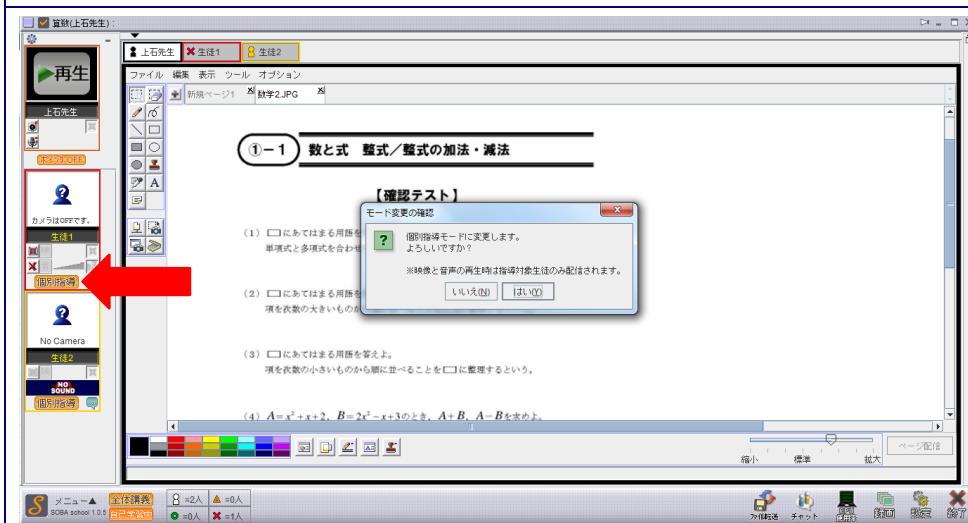 算数(上石先生) :
上石先生 生徒1 生徒2
再生
ファイル 編集 表示 ツール オプション
新規ページ1 数学2.JPG
上石先生
①-1 数と式 整式/整式の加法・減法
【確認テスト】
カメラはOFFです。
生徒1
個別指導
モード変更の確認
個別指導モードに変更します。
よろしいですか?
※映像と音声の再生時は指導対象生徒のみ配信されます。
いいえ(N) はい(Y)
(1) □にあてはまる用語を
単項式と多項式を合わせ
(2) □にあてはまる用語を
項を次数の大きいものか
No Camera
生徒2
NO SOUND
個別指導
(3) □にあてはまる用語を答えよ。
項を次数の小さいものから順に並べることを□に整理するという。
(4) A=x²+x+2, B=2x²-x+3のとき, A+B, A-Bを求めよ。
縮小 標準 拡大
ページ配信
メニュー▲
SOBA school 1.0.5
全体講義
自己学習中
=2人 =0人
=0人 =1人
チャット 録画 設定 終了